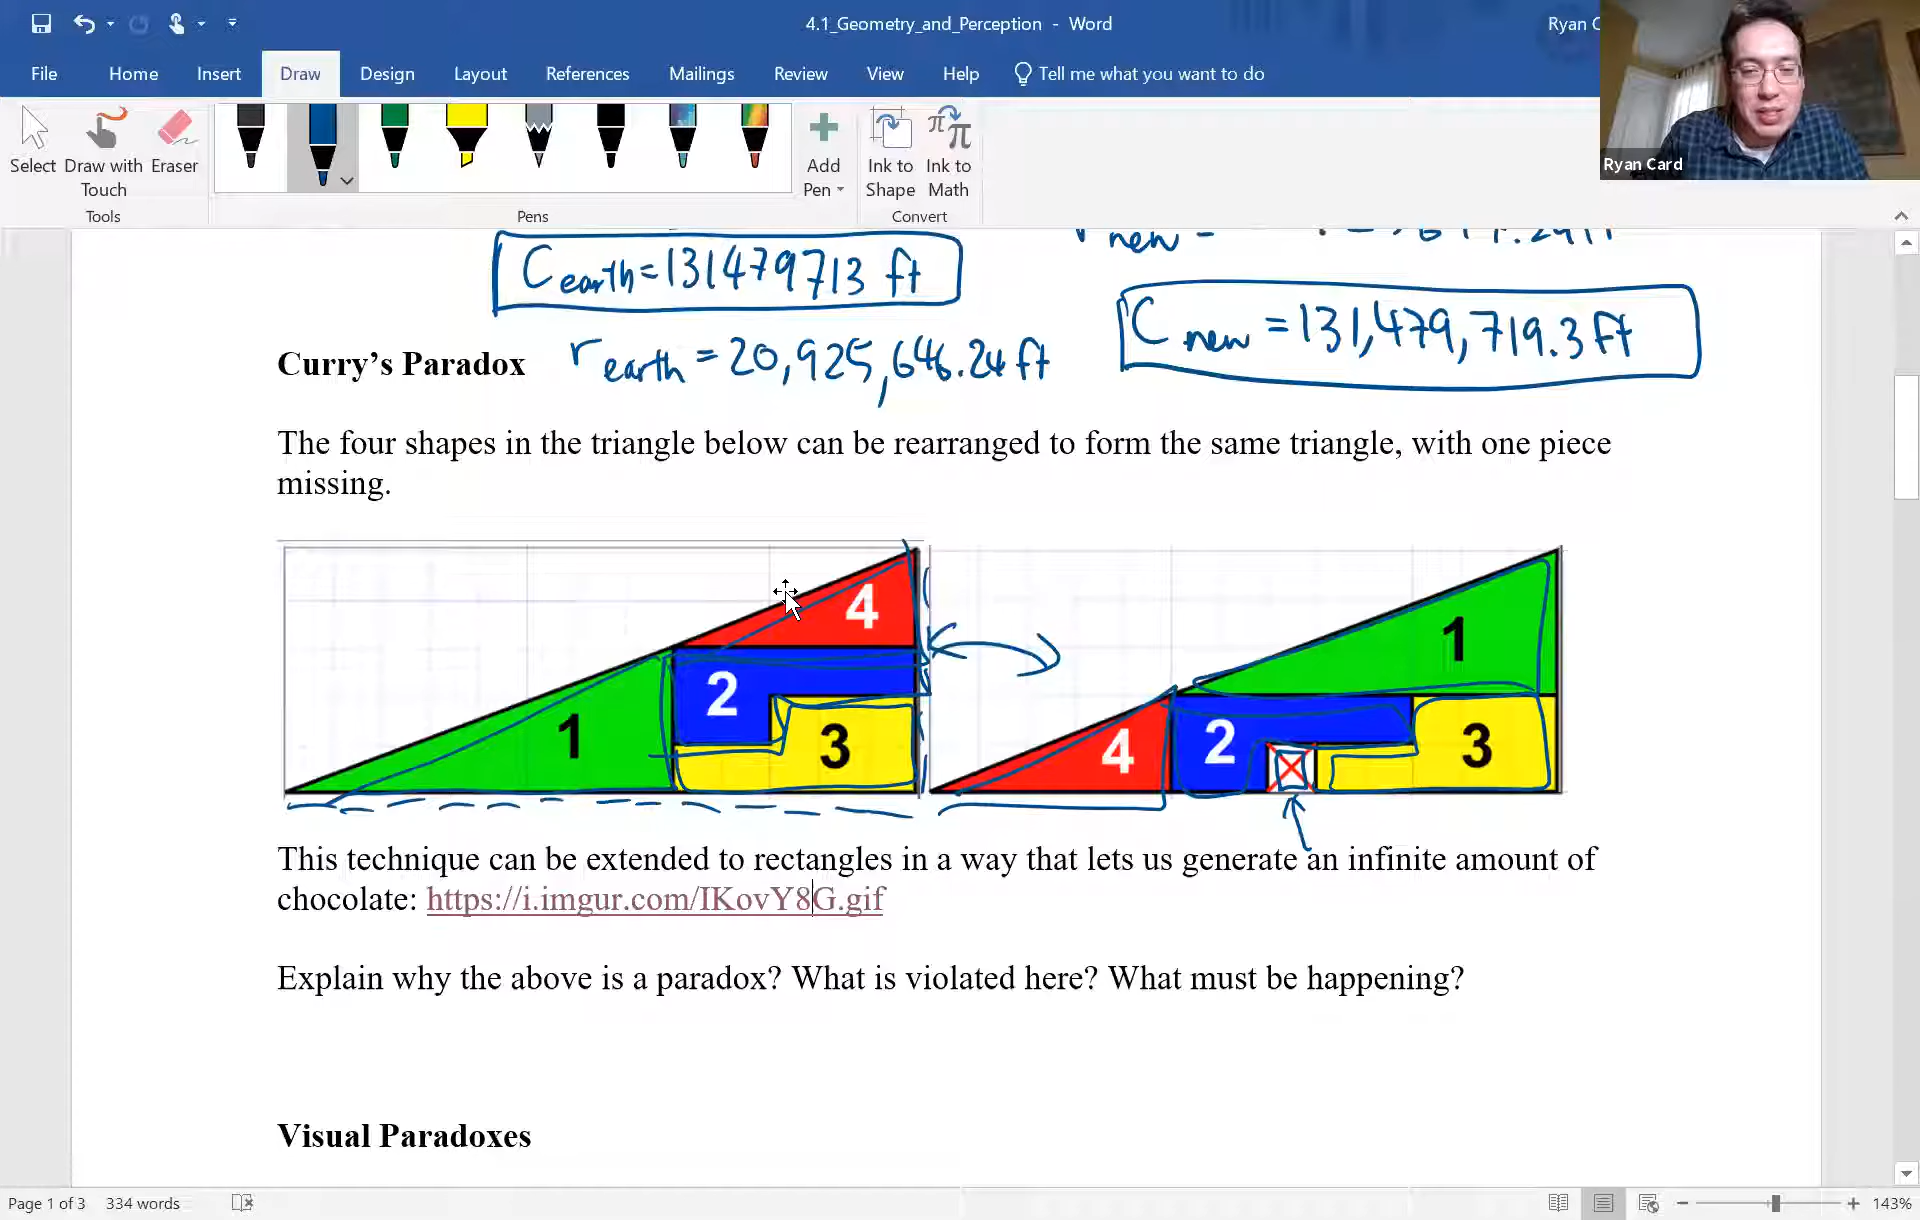 4.1_Geometry_and_Perception - Word
Ryan C
File Home Insert Draw Design Layout References Mailings Review View Help Tell me what you want to do
Select Draw with Touch Eraser
Add Pen
Ink to Shape
Ink to Math
Tools Pens Convert
Ryan Card
C earth = 131479713 ft
r new =
C new = 131,479,719.3 ft
Curry’s Paradox
r earth = 20,925,646.24 ft
The four shapes in the triangle below can be rearranged to form the same triangle, with one piece
missing.
4
2
1
3
1
4
2
3
This technique can be extended to rectangles in a way that lets us generate an infinite amount of
chocolate: https://i.imgur.com/IKovY8G.gif
Explain why the above is a paradox? What is violated here? What must be happening?
Visual Paradoxes
Page 1 of 3 334 words
143%